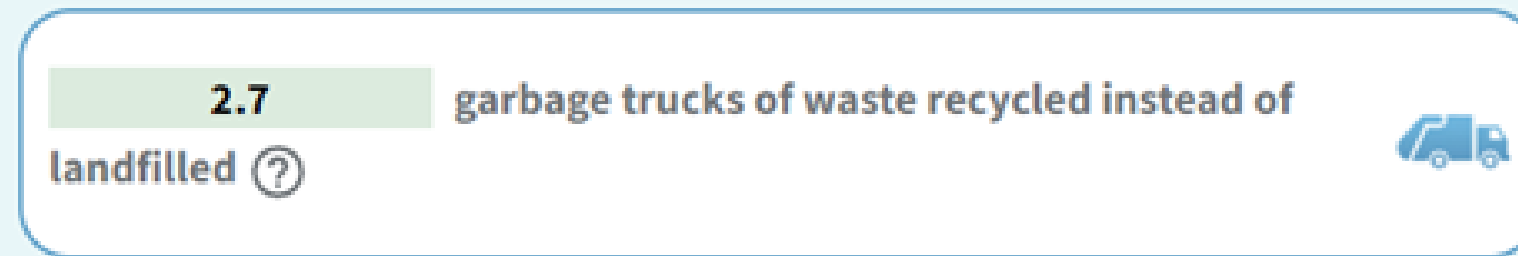 2.7 garbage trucks of waste recycled instead of
landfilled ?